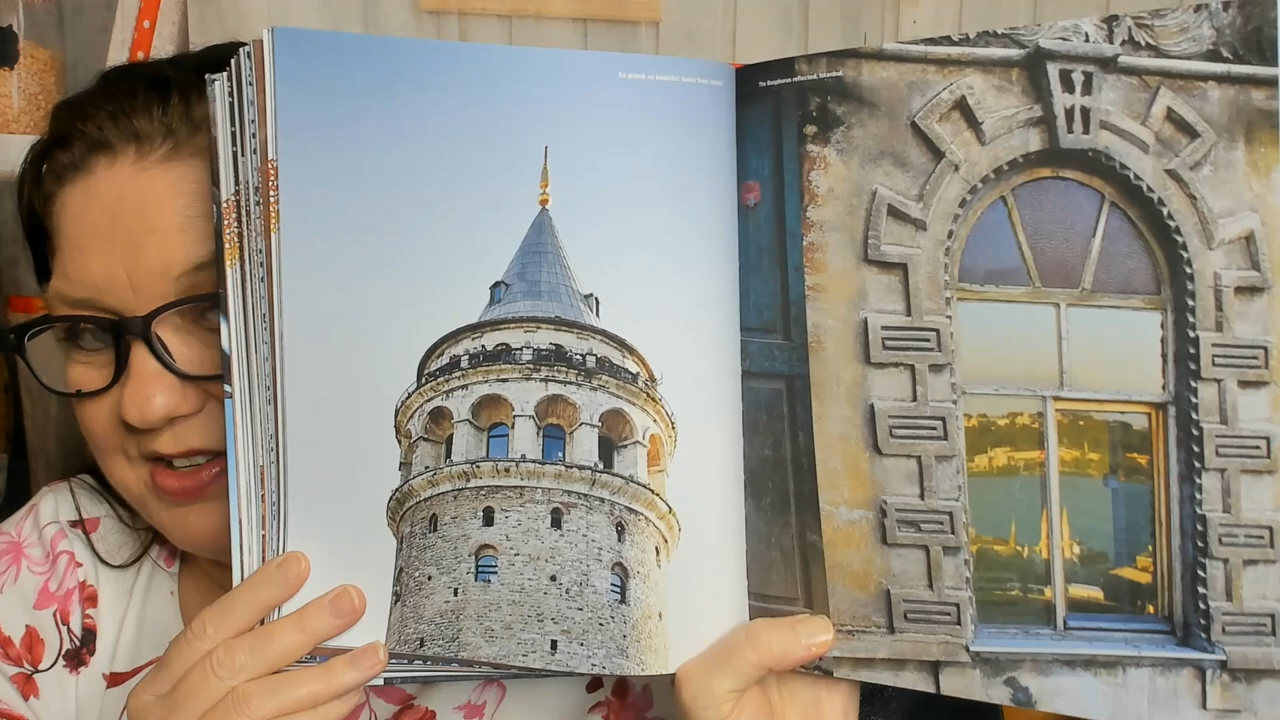 So grand, so beautiful: Galata Tower, Istanbul
The Bosphorus reflected, Istanbul.